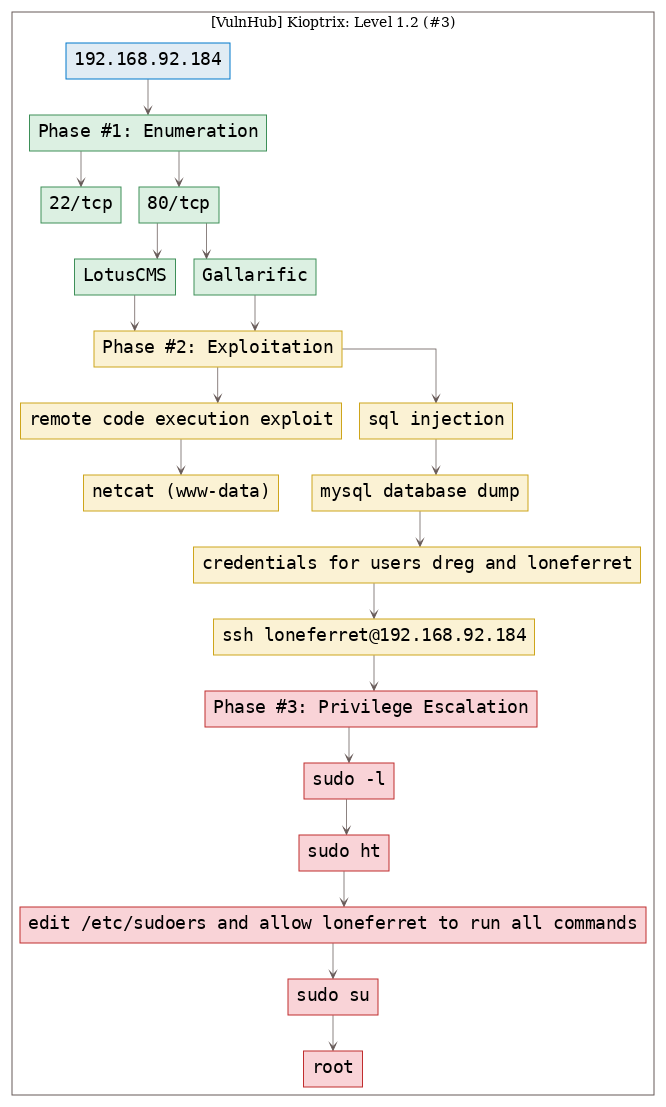 [VulnHub] Kioptrix: Level 1.2 (#3)
192.168.92.184
Phase #1: Enumeration
22/tcp
80/tcp
LotusCMS
Gallarific
Phase #2: Exploitation
remote code execution exploit
sql injection
netcat (www-data)
mysql database dump
credentials for users dreg and loneferret
ssh loneferret@192.168.92.184
Phase #3: Privilege Escalation
sudo -l
sudo ht
edit /etc/sudoers and allow loneferret to run all commands
sudo su
root